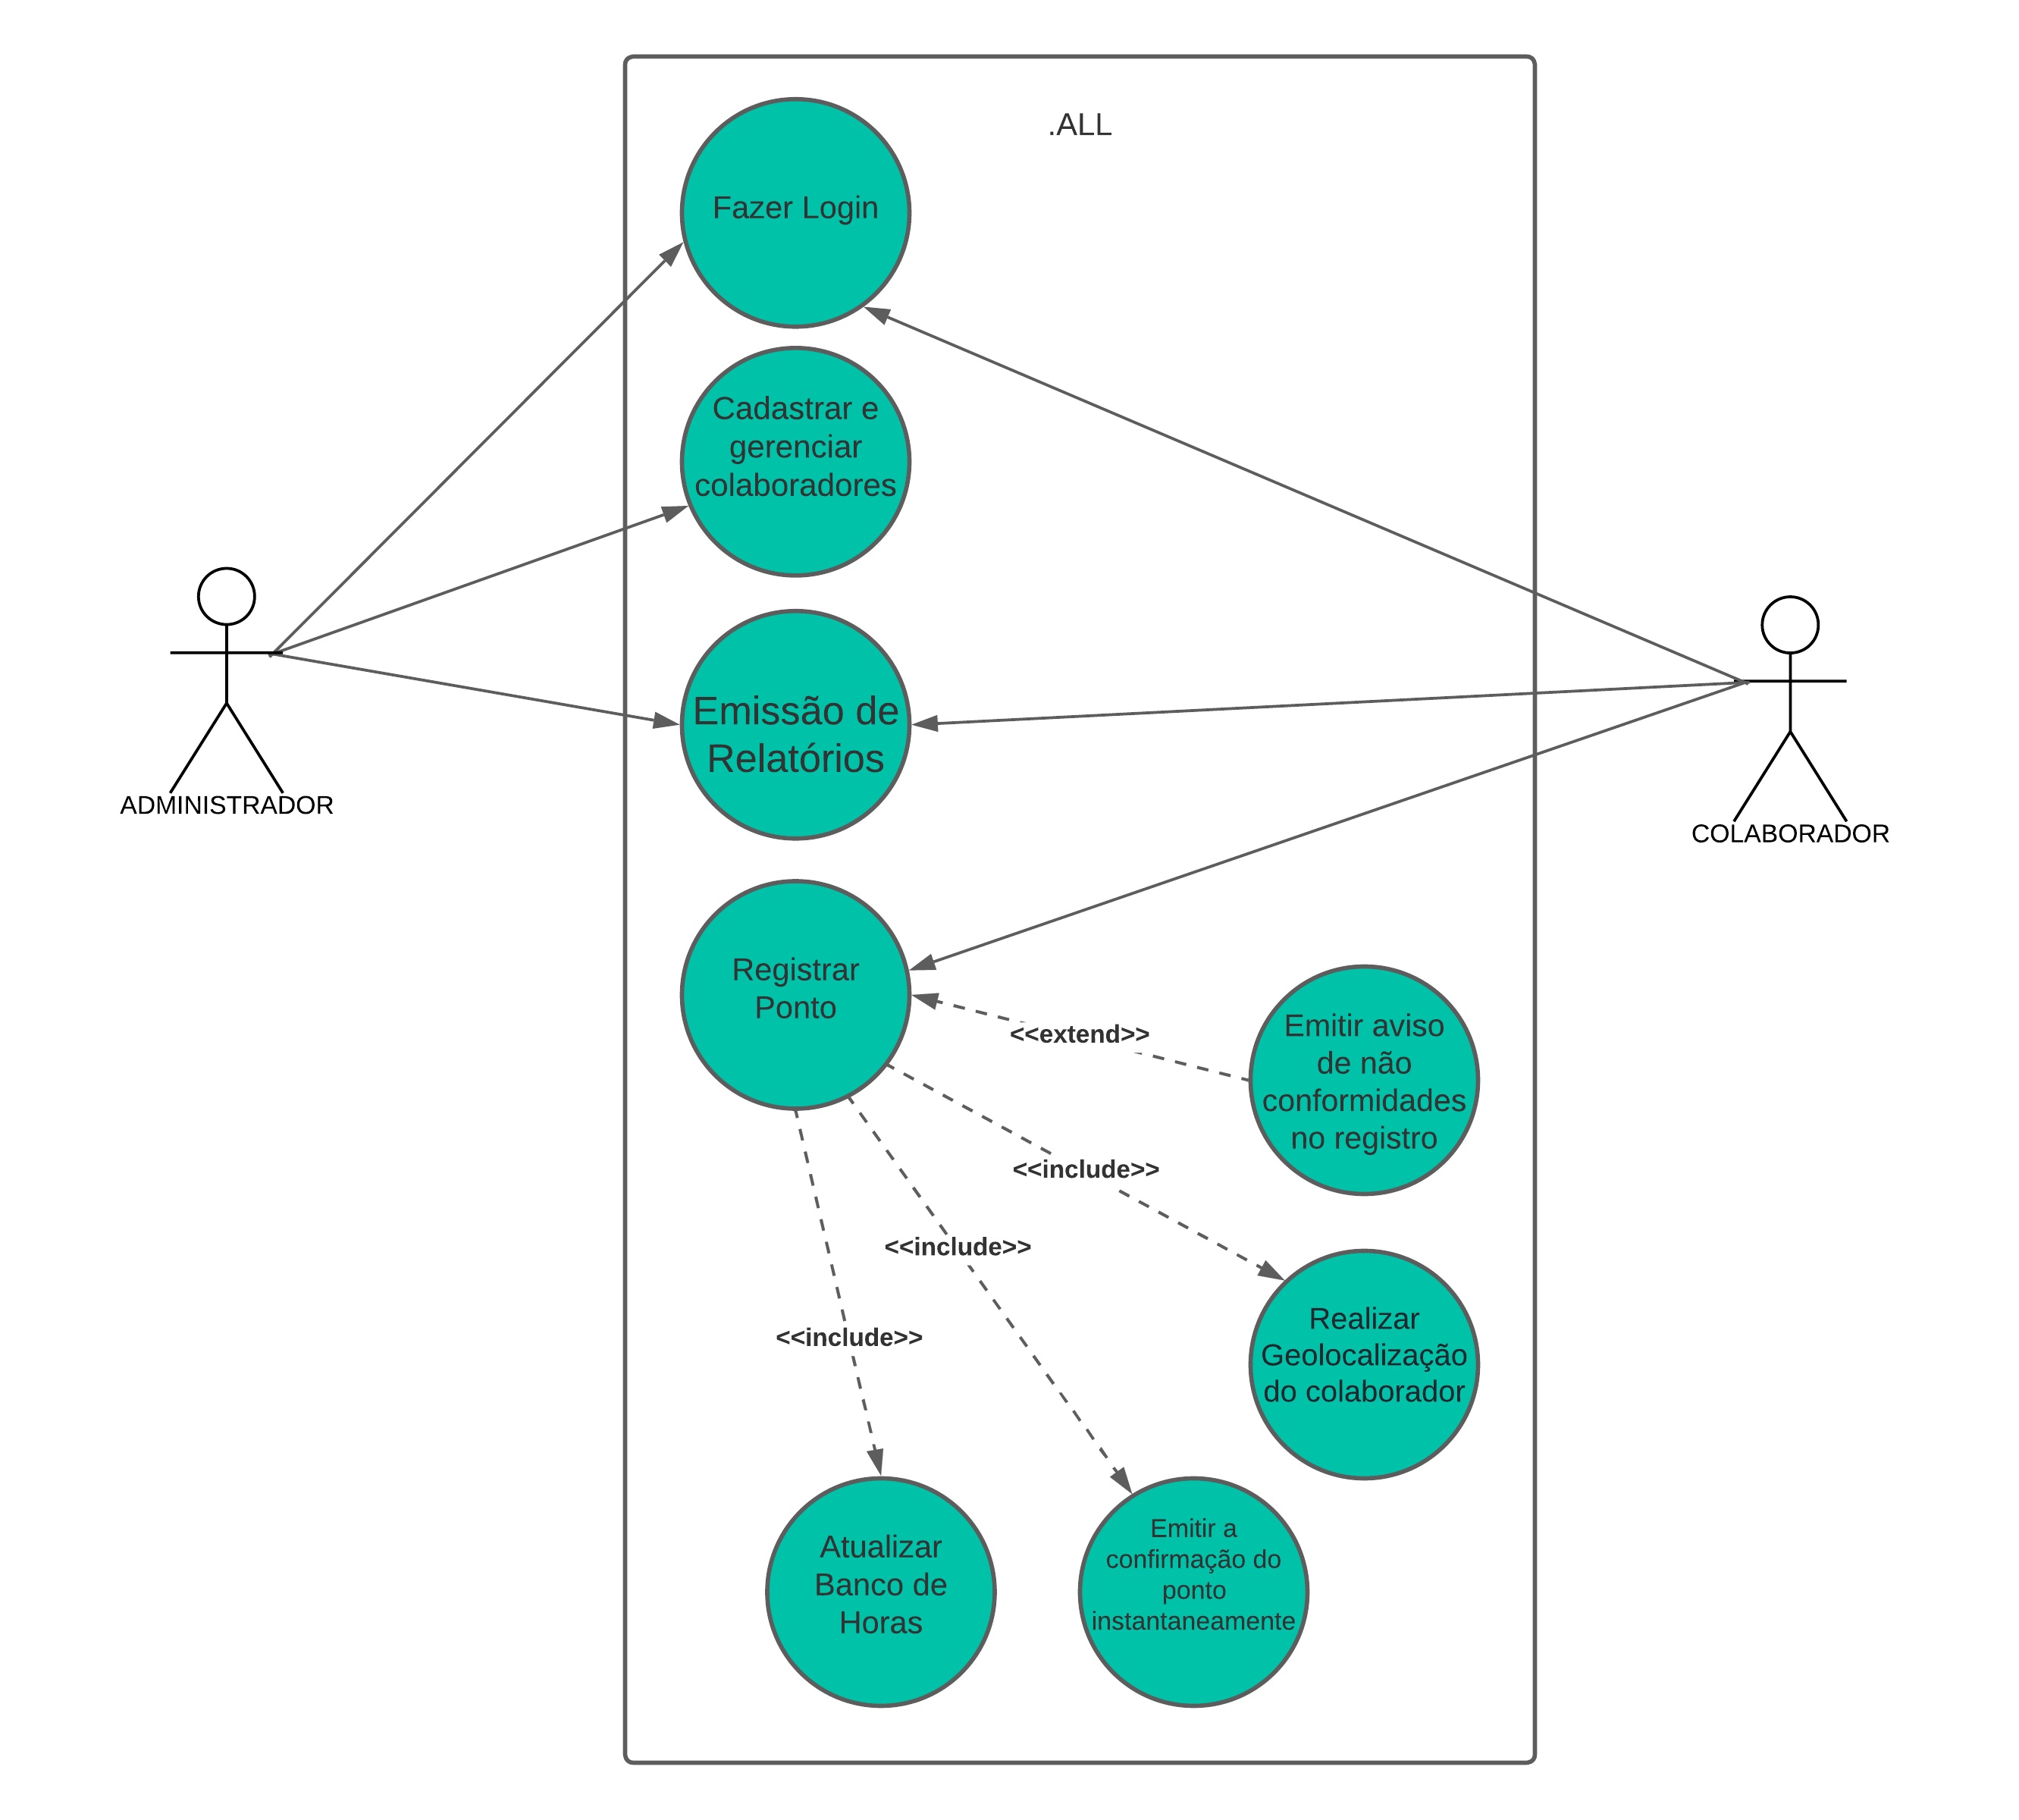 .ALL
Fazer Login
Cadastrar e
gerenciar
colaboradores
Emissão de
Relatórios
ADMINISTRADOR
COLABORADOR
Registrar
Ponto
<<extend>>
Emitir aviso
de não
conformidades
no registro
<<include>>
<<include>>
<<include>>
Realizar
Geolocalização
do colaborador
Atualizar
Banco de
Horas
Emitir a
confirmação do
ponto
instantaneamente